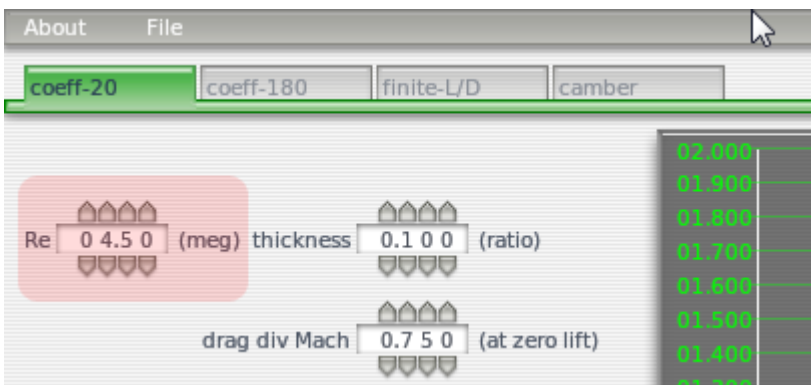 About File
coeff-20 coeff-180 finite-L/D camber
02.000
01.900
01.800
Re 0 4.5 0 (meg) thickness 0.1 0 0 (ratio)
01.700
01.600
01.500
drag div Mach 0.7 5 0 (at zero lift)
01.400